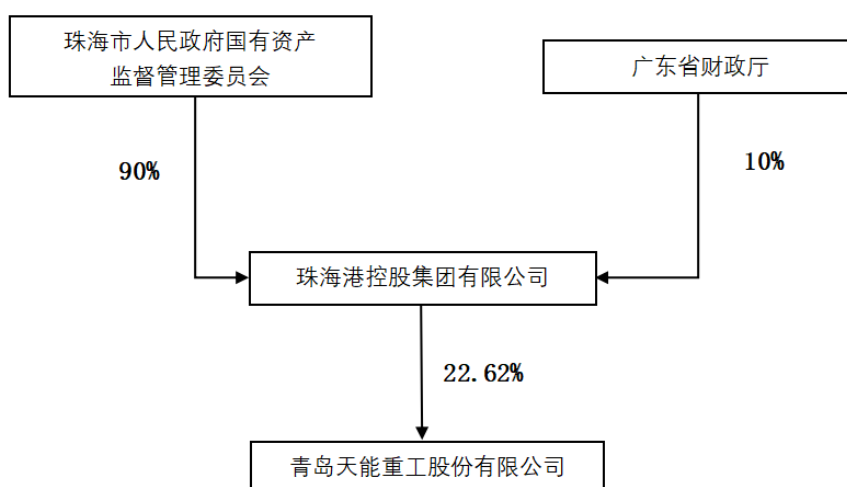 珠海市人民政府国有资产
监督管理委员会
广东省财政厅
90%
10%
珠海港控股集团有限公司
22.62%
青岛天能重工股份有限公司